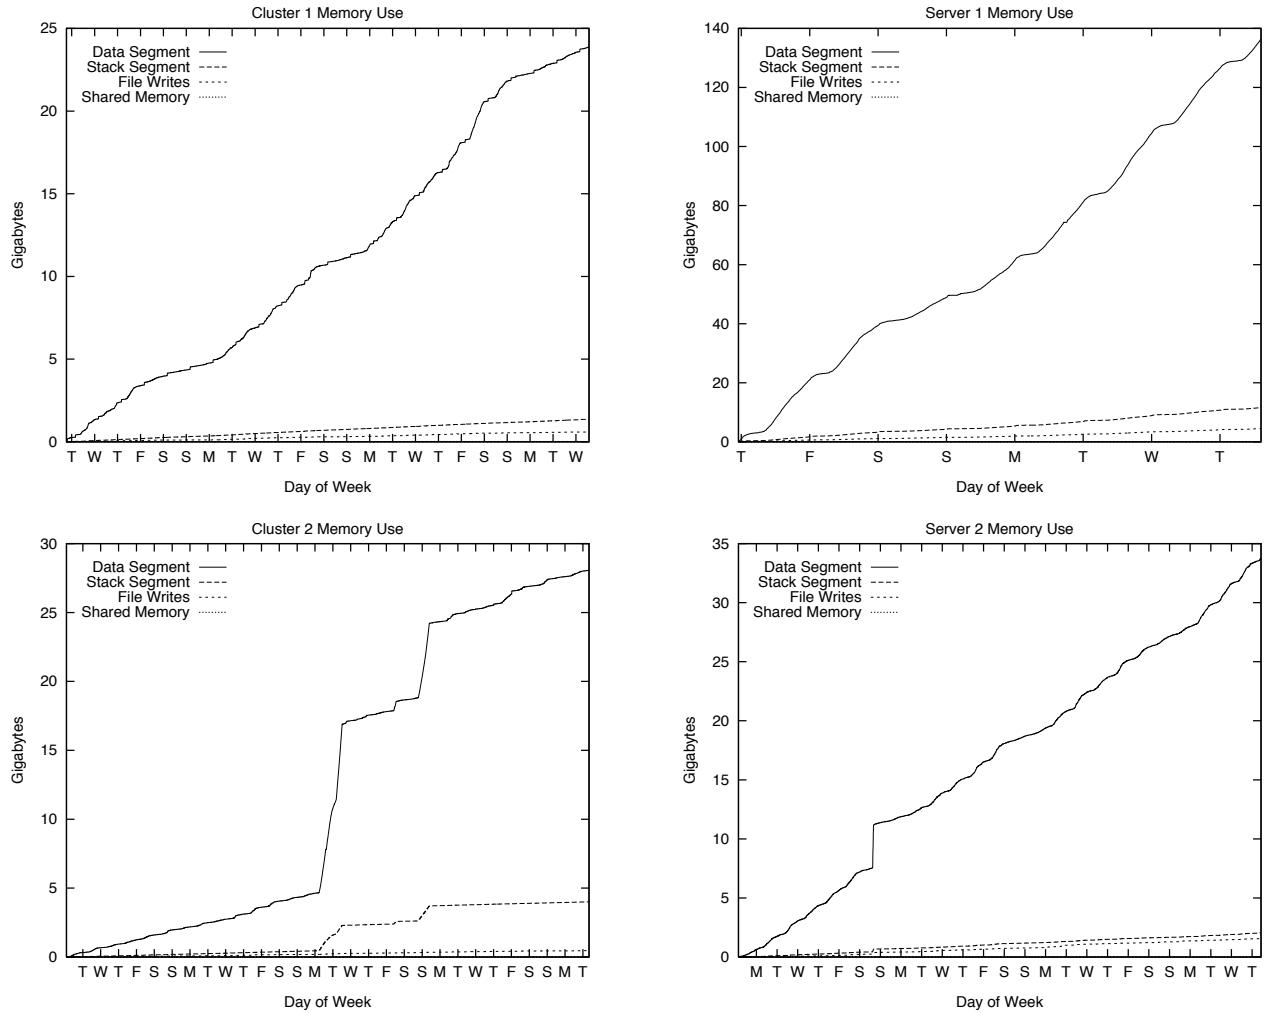 Cluster 1 Memory Use
25
20
15
10
5
0
Gigabytes
Data Segment
Stack Segment
File Writes
Shared Memory
T W T F S S M T W T F S S M T W T F S S M T W
Day of Week
Server 1 Memory Use
140
120
100
80
60
40
20
0
Gigabytes
Data Segment
Stack Segment
File Writes
Shared Memory
T F S S M T W T
Day of Week
Cluster 2 Memory Use
30
25
20
15
10
5
0
Gigabytes
Data Segment
Stack Segment
File Writes
Shared Memory
T W T F S S M T W T F S S M T W T F S S M T W T F S S M T
Day of Week
Server 2 Memory Use
35
30
25
20
15
10
5
0
Gigabytes
Data Segment
Stack Segment
File Writes
Shared Memory
M T W T F S S M T W T F S S M T W T F S S M T W T
Day of Week